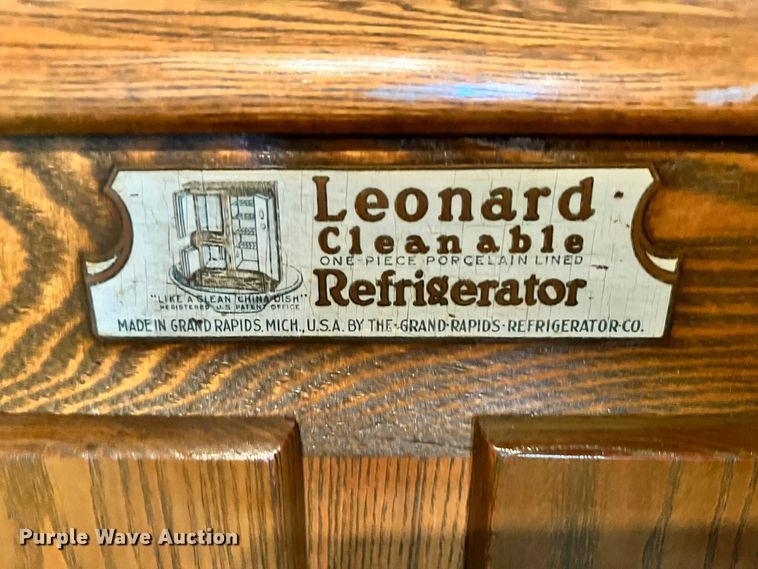 Leonard
Cleanable
ONE-PIECE PORCELAIN LINED
Refrigerator
"LIKE A CLEAN CHINA DISH"
REGISTERED U.S. PATENT OFFICE
MADE IN GRAND RAPIDS, MICH., U.S.A. BY THE·GRAND·RAPIDS·REFRIGERATOR·CO.
Purple Wave Auction